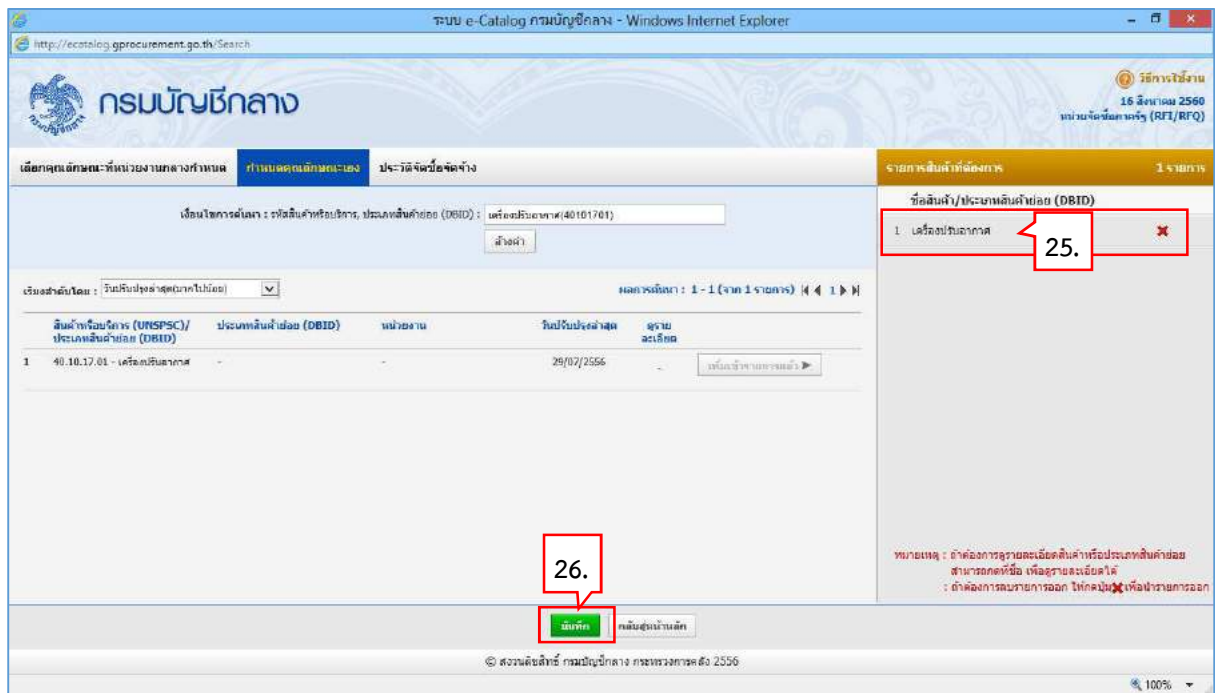 ระบบ e-Catalog กรมบัญชีกลาง - Windows Internet Explorer
http://ecatalog.gprocurement.go.th/Search
กรมบัญชีกลาง
วิธีการใช้งาน
16 สิงหาคม 2560
หน่วยจัดซื้อภาครัฐ (RFI/RFQ)
เลือกคุณลักษณะที่หน่วยงานกลางกำหนด กำหนดคุณลักษณะเอง ประวัติจัดซื้อจัดจ้าง
รายการสินค้าที่ต้องการ 1 รายการ
ชื่อสินค้า/ประเภทสินค้าย่อย (DBID)
1 เครื่องปรับอากาศ
25.
เงื่อนไขการค้นหา : รหัสสินค้าหรือบริการ, ประเภทสินค้าย่อย (DBID) : เครื่องปรับอากาศ(40101701)
ล้างค่า
เรียงลำดับโดย : วันปรับปรุงล่าสุด(มากไปน้อย)
ผลการค้นหา : 1 - 1 (จาก 1 รายการ) 1
สินค้าหรือบริการ (UNSPSC)/ ประเภทสินค้าย่อย (DBID) หน่วยงาน วันปรับปรุงล่าสุด ดูราย
ประเภทสินค้าย่อย (DBID) ละเอียด
1 40.10.17.01 - เครื่องปรับอากาศ - - 29/07/2556 - เพิ่มเข้ารายการแล้ว
หมายเหตุ : ถ้าต้องการดูรายละเอียดสินค้าหรือประเภทสินค้าย่อย
สามารถกดที่ชื่อ เพื่อดูรายละเอียดได้
: ถ้าต้องการลบรายการออก ให้กดปุ่ม เพื่อนำรายการออก
26.
บันทึก กลับสู่หน้าหลัก
© สงวนลิขสิทธิ์ กรมบัญชีกลาง กระทรวงการคลัง 2556
100%